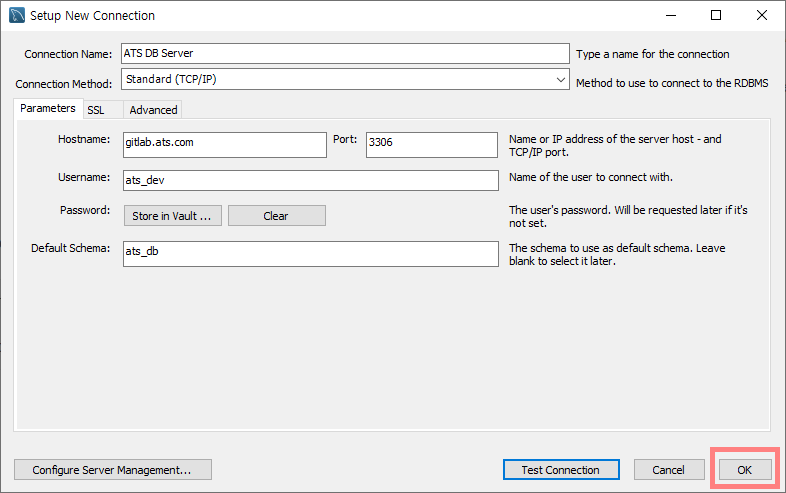 Setup New Connection
Connection Name: ATS DB Server Type a name for the connection
Connection Method: Standard (TCP/IP) Method to use to connect to the RDBMS
Parameters SSL Advanced
Hostname: gitlab.ats.com Port: 3306 Name or IP address of the server host - and
TCP/IP port.
Username: ats_dev Name of the user to connect with.
Password: Store in Vault ... Clear The user's password. Will be requested later if it's
not set.
Default Schema: ats_db The schema to use as default schema. Leave
blank to select it later.
Configure Server Management... Test Connection Cancel OK